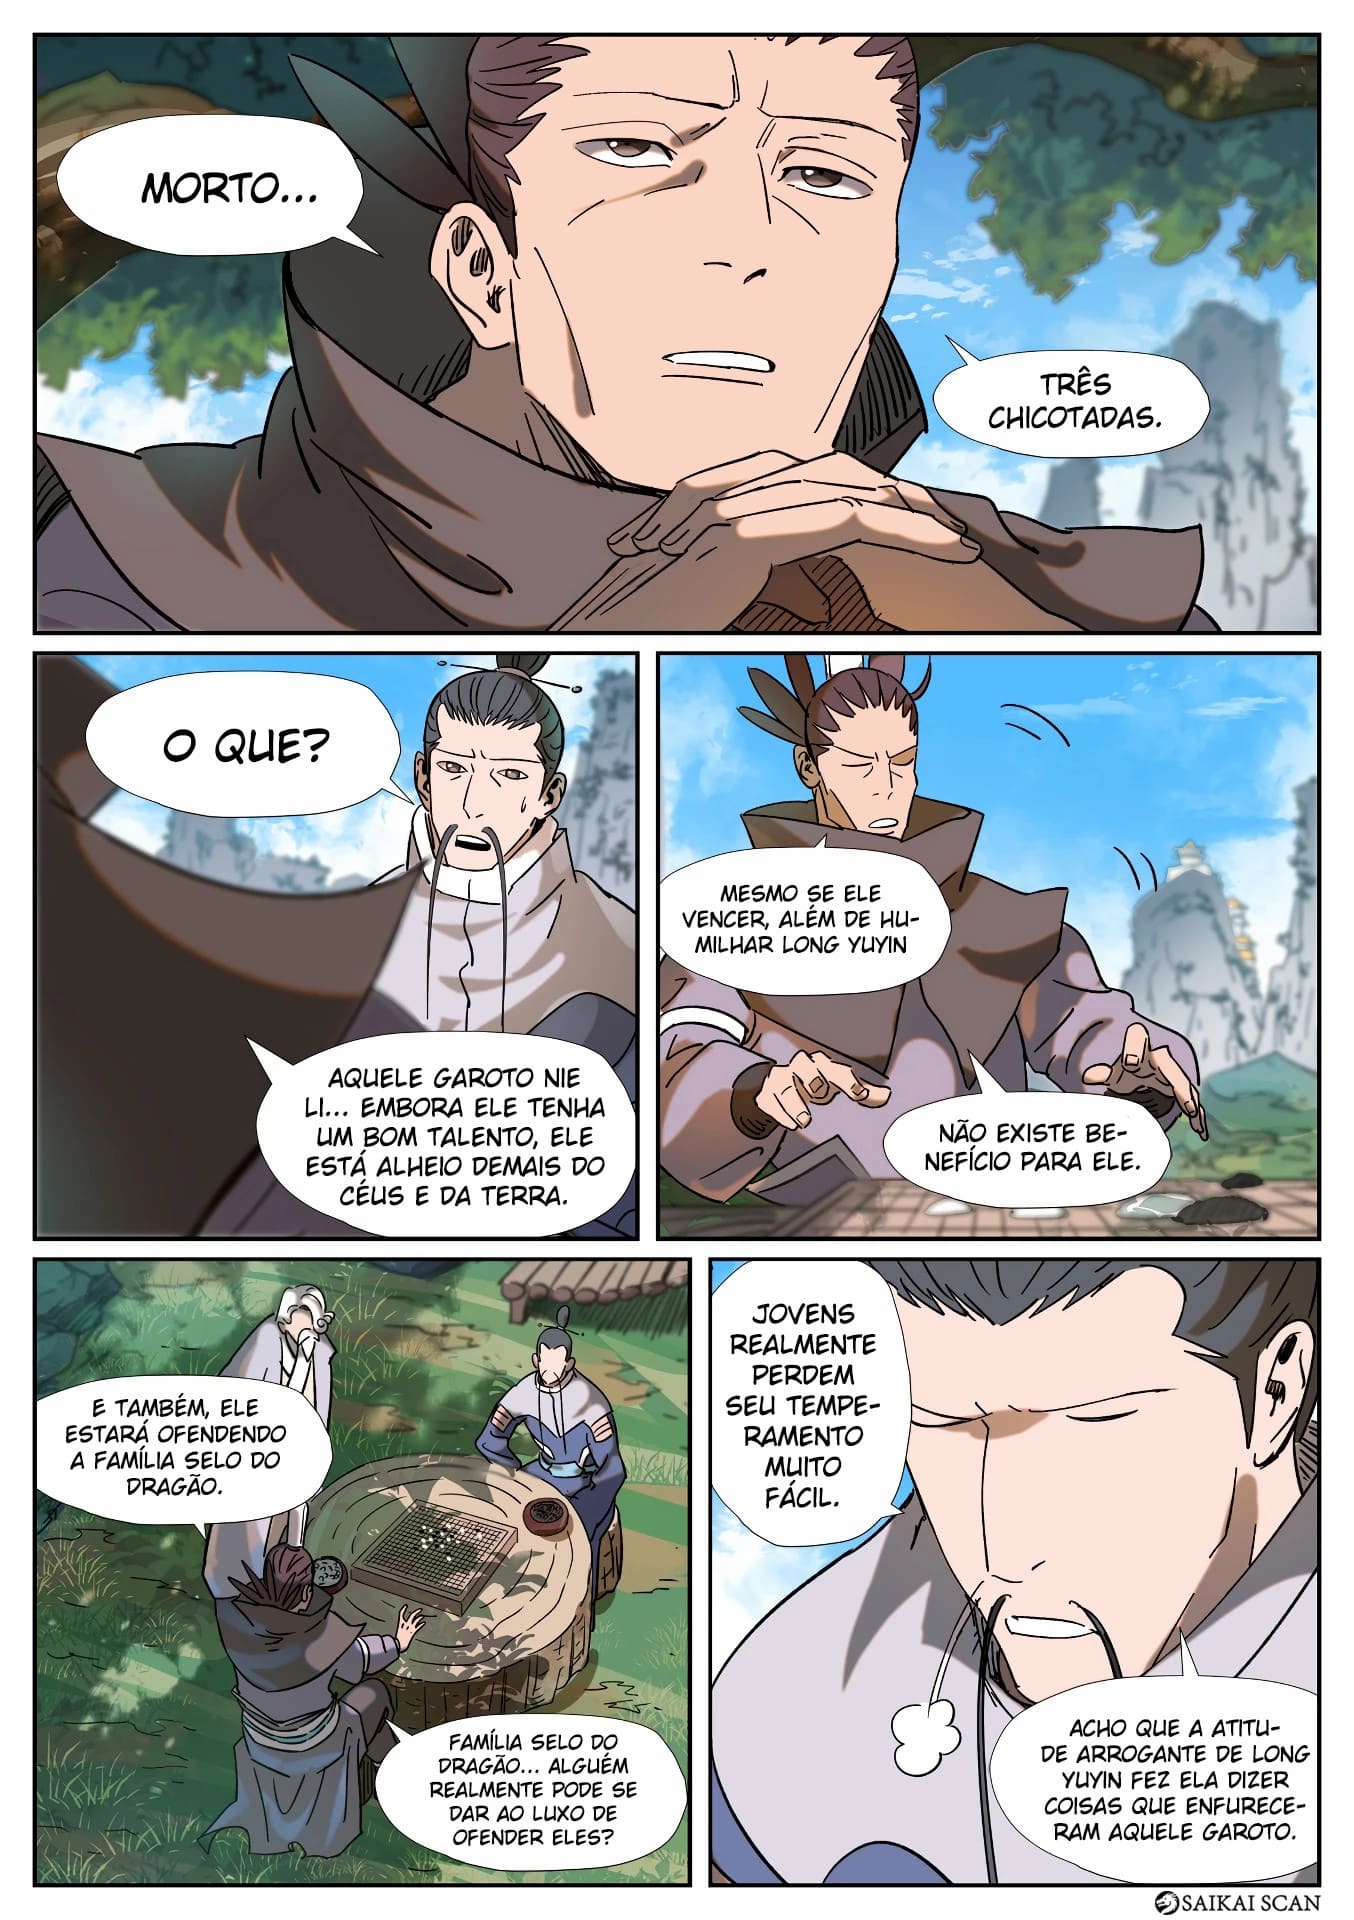 MORTO...
TRÊS
CHICOTADAS.
O QUE?
AQUELE GAROTO NIE
LI... EMBORA ELE TENHA
UM BOM TALENTO, ELE
ESTÁ ALHEIO DEMAIS DO
CÉUS E DA TERRA.
MESMO SE ELE
VENCER, ALÉM DE HU-
MILHAR LONG YUYIN
NÃO EXISTE BE-
NEFÍCIO PARA ELE.
E TAMBÉM, ELE
ESTARÁ OFENDENDO
A FAMÍLIA SELO DO
DRAGÃO.
FAMÍLIA SELO DO
DRAGÃO... ALGUÉM
REALMENTE PODE SE
DAR AO LUXO DE
OFENDER ELES?
JOVENS
REALMENTE
PERDEM
SEU TEMPE-
RAMENTO
MUITO
FÁCIL.
ACHO QUE A ATITU-
DE ARROGANTE DE LONG
YUYIN FEZ ELA DIZER
COISAS QUE ENFURECE-
RAM AQUELE GAROTO.
SAIKAI SCAN